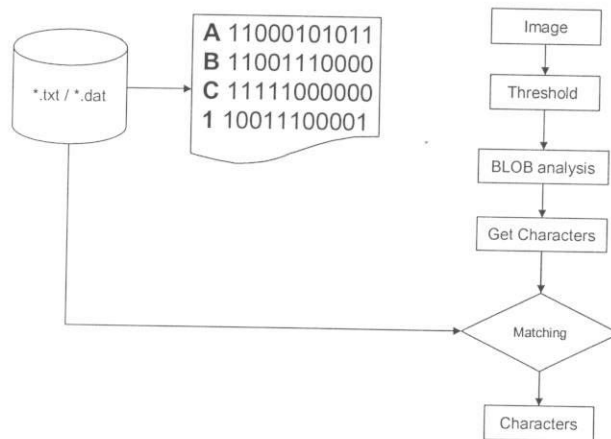 *.txt / *.dat
A 11000101011
B 11001110000
C 11111000000
1 10011100001
Image
Threshold
BLOB analysis
Get Characters
Matching
Characters